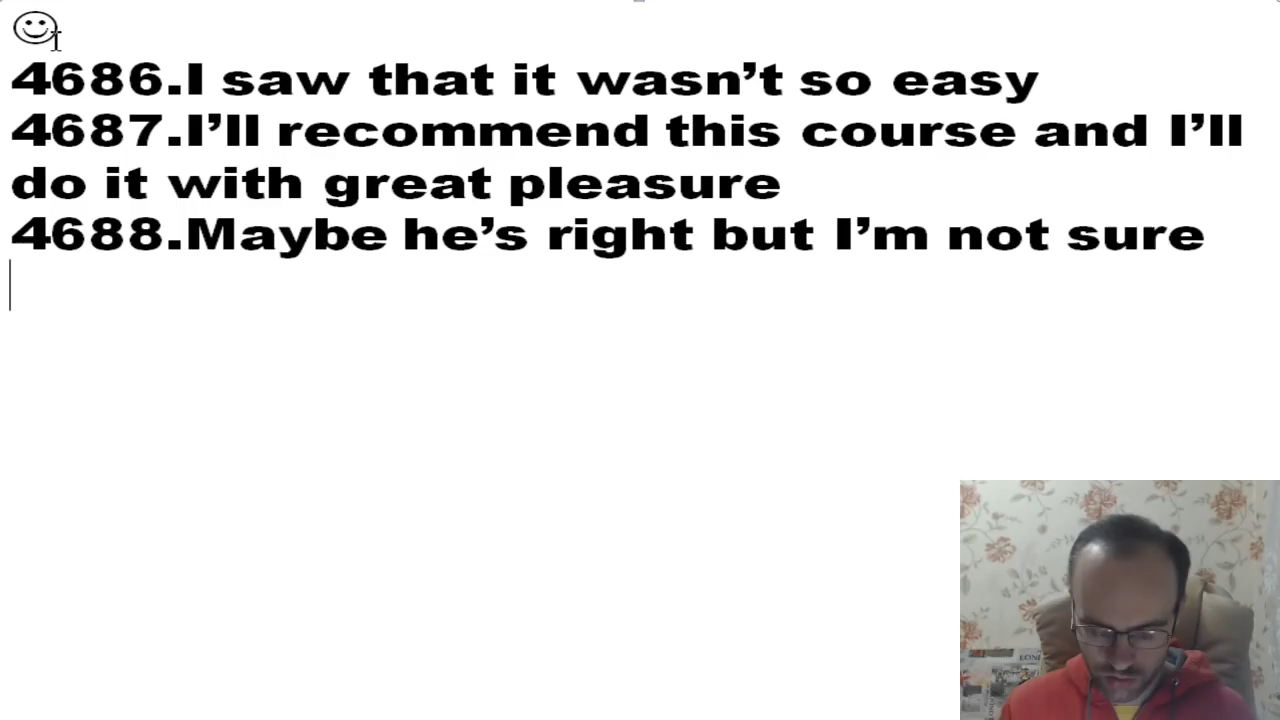 4686.I saw that it wasn’t so easy
4687.I’ll recommend this course and I’ll
do it with great pleasure
4688.Maybe he’s right but I’m not sure